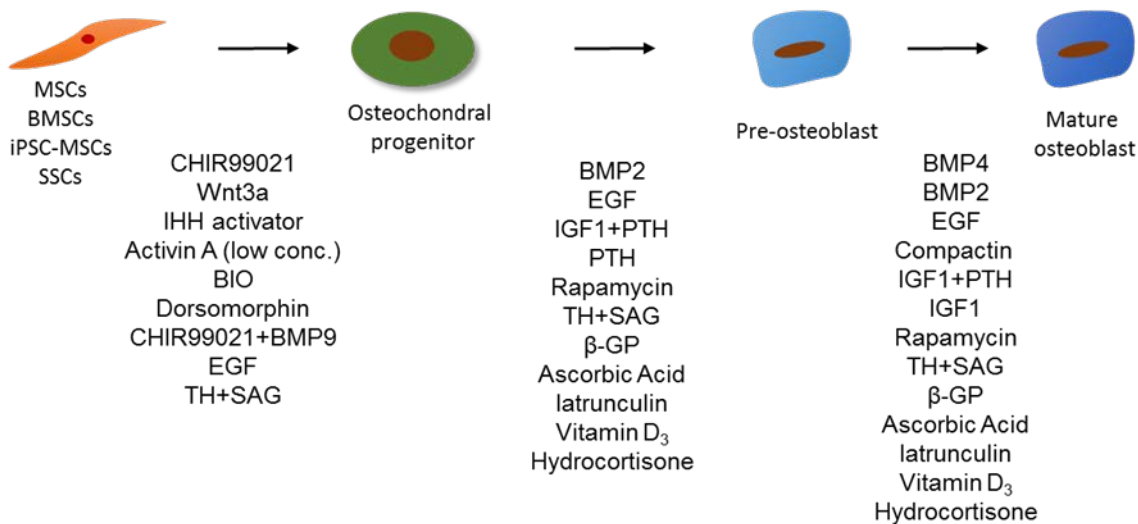 MSCs
BMSCs
iPSC-MSCs
SSCs
Osteochondral
progenitor
Pre-osteoblast
Mature
osteoblast
CHIR99021
Wnt3a
IHH activator
Activin A (low conc.)
BIO
Dorsomorphin
CHIR99021+BMP9
EGF
TH+SAG
BMP2
EGF
IGF1+PTH
PTH
Rapamycin
TH+SAG
β-GP
Ascorbic Acid
latrunculin
Vitamin D₃
Hydrocortisone
BMP4
BMP2
EGF
Compactin
IGF1+PTH
IGF1
Rapamycin
TH+SAG
β-GP
Ascorbic Acid
latrunculin
Vitamin D₃
Hydrocortisone